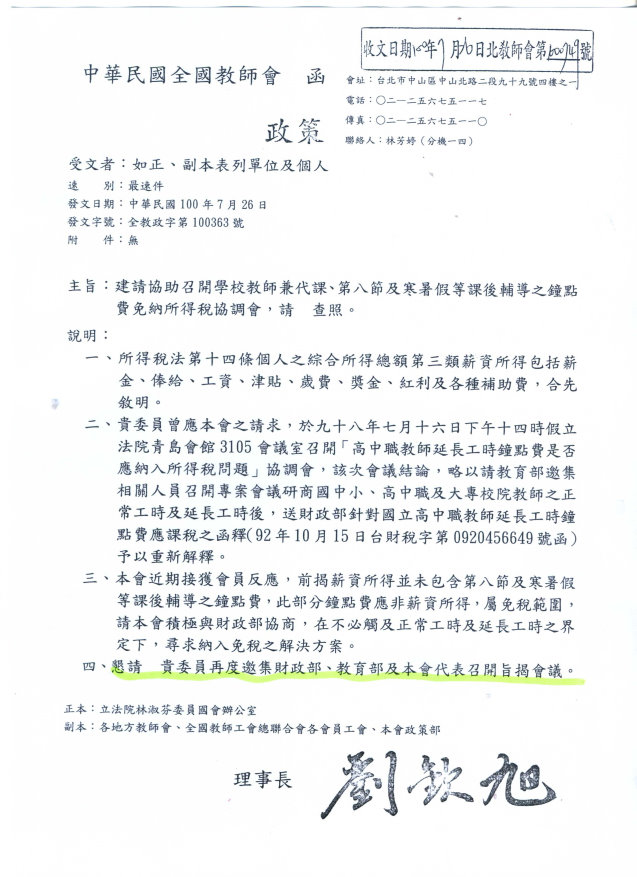 收文日期100年7月20日北教師會第100749號
中華民國全國教師會　函
會址：台北市中山區中山北路二段九十九號四樓之一
電話：○二—二五六七五一一七
傳真：○二—二五六七五一一○
聯絡人：林芳婷（分機一四）
政策
受文者：如正、副本表列單位及個人
速　　別：最速件
發文日期：中華民國100年7月26日
發文字號：全教政字第100363號
附　　件：無
主旨：建請協助召開學校教師兼代課、第八節及寒暑假等課後輔導之鐘點
費免納所得稅協調會，請　查照。
說明：
一、所得稅法第十四條個人之綜合所得總額第三類薪資所得包括薪
金、俸給、工資、津貼、歲費、獎金、紅利及各種補助費，合先
敘明。
二、貴委員曾應本會之請求，於九十八年七月十六日下午十四時假立
法院青島會館3105會議室召開「高中職教師延長工時鐘點費是否
應納入所得稅問題」協調會，該次會議結論，略以請教育部邀集
相關人員召開專案會議研商國中小、高中職及大專校院教師之正
常工時及延長工時後，送財政部針對國立高中職教師延長工時鐘
點費應課稅之函釋(92年10月15日台財稅字第0920456649號函)
予以重新解釋。
三、本會近期接獲會員反應，前揭薪資所得並未包含第八節及寒暑假
等課後輔導之鐘點費，此部分鐘點費應非薪資所得，屬免稅範圍，
請本會積極與財政部協商，在不必觸及正常工時及延長工時之界
定下，尋求納入免稅之解決方案。
四、懇請　貴委員再度邀集財政部、教育部及本會代表召開旨揭會議。
正本：立法院林淑芬委員國會辦公室
副本：各地方教師會、全國教師工會總聯合會各會員工會、本會政策部
理事長　劉欽旭